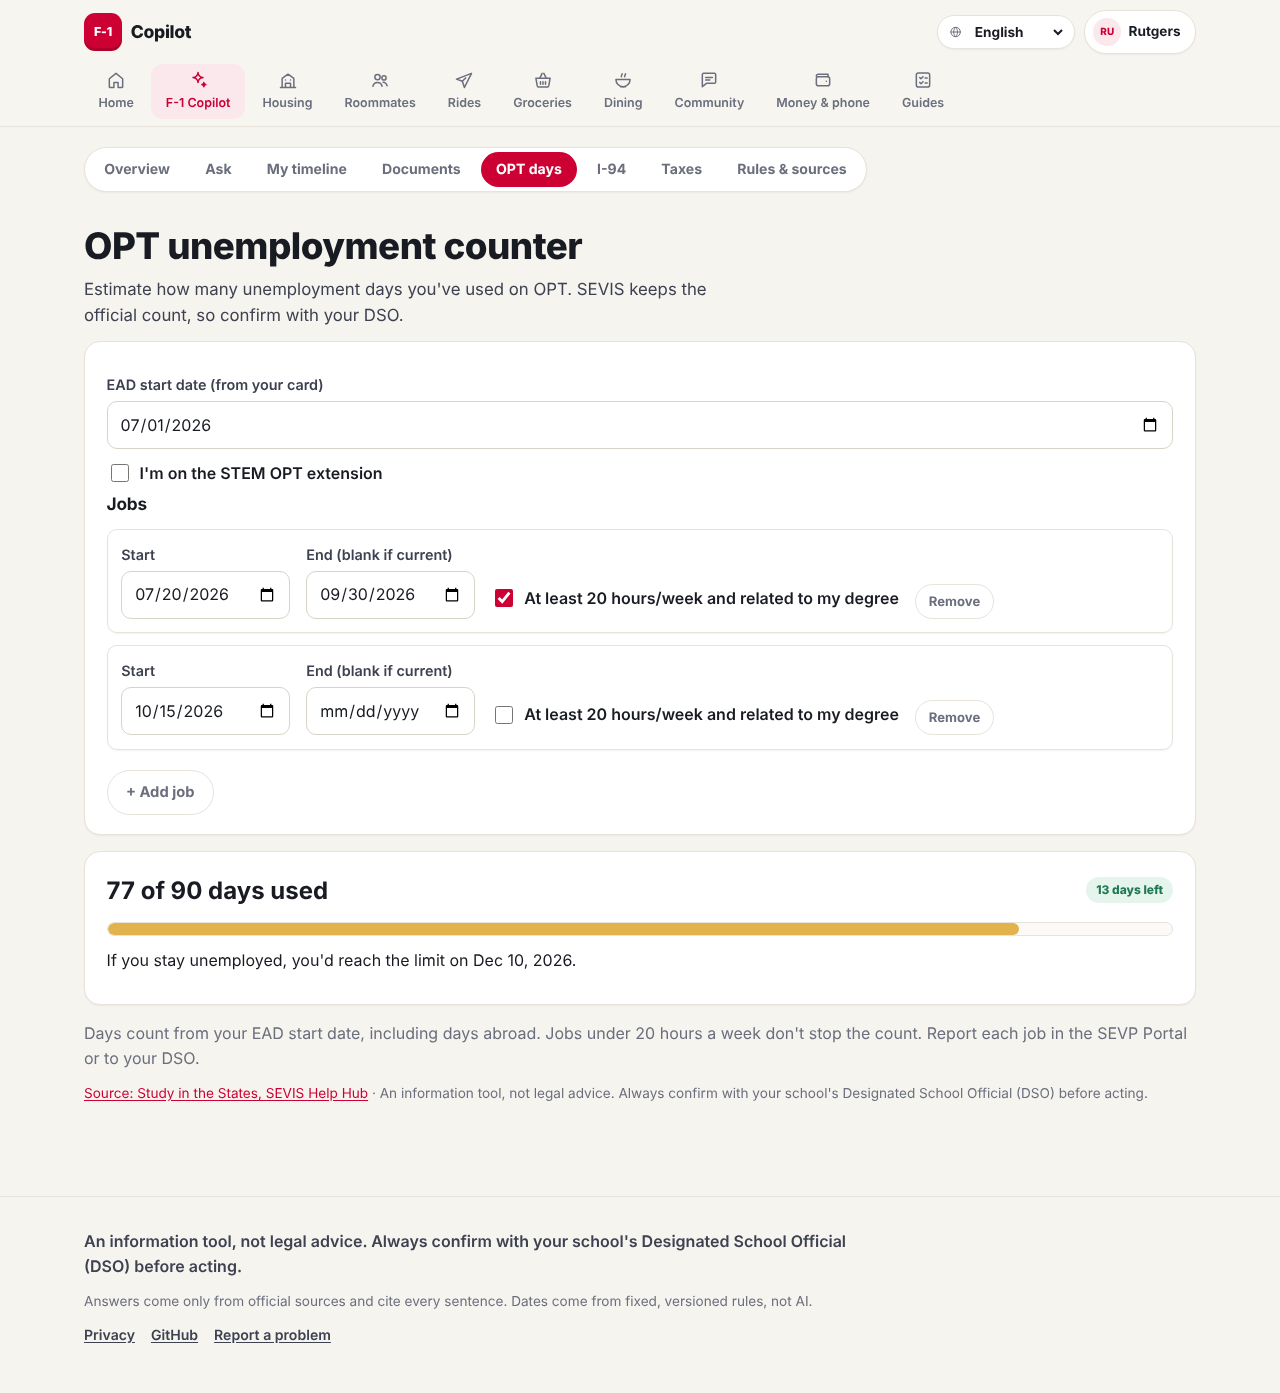 F-1
Copilot
English
RU
Rutgers
Home
F-1 Copilot
Housing
Roommates
Rides
Groceries
Dining
Community
Money & phone
Guides
Overview
Ask
My timeline
Documents
OPT days
I-94
Taxes
Rules & sources
OPT unemployment counter
Estimate how many unemployment days you've used on OPT. SEVIS keeps the
official count, so confirm with your DSO.
EAD start date (from your card)
07/01/2026
I'm on the STEM OPT extension
Jobs
Start
End (blank if current)
07/20/2026
09/30/2026
At least 20 hours/week and related to my degree
Remove
Start
End (blank if current)
10/15/2026
mm/dd/yyyy
At least 20 hours/week and related to my degree
Remove
+ Add job
77 of 90 days used
13 days left
If you stay unemployed, you'd reach the limit on Dec 10, 2026.
Days count from your EAD start date, including days abroad. Jobs under 20 hours a week don't stop the count. Report each job in the SEVP Portal
or to your DSO.
Source: Study in the States, SEVIS Help Hub · An information tool, not legal advice. Always confirm with your school's Designated School Official (DSO) before acting.
An information tool, not legal advice. Always confirm with your school's Designated School Official
(DSO) before acting.
Answers come only from official sources and cite every sentence. Dates come from fixed, versioned rules, not AI.
Privacy
GitHub
Report a problem